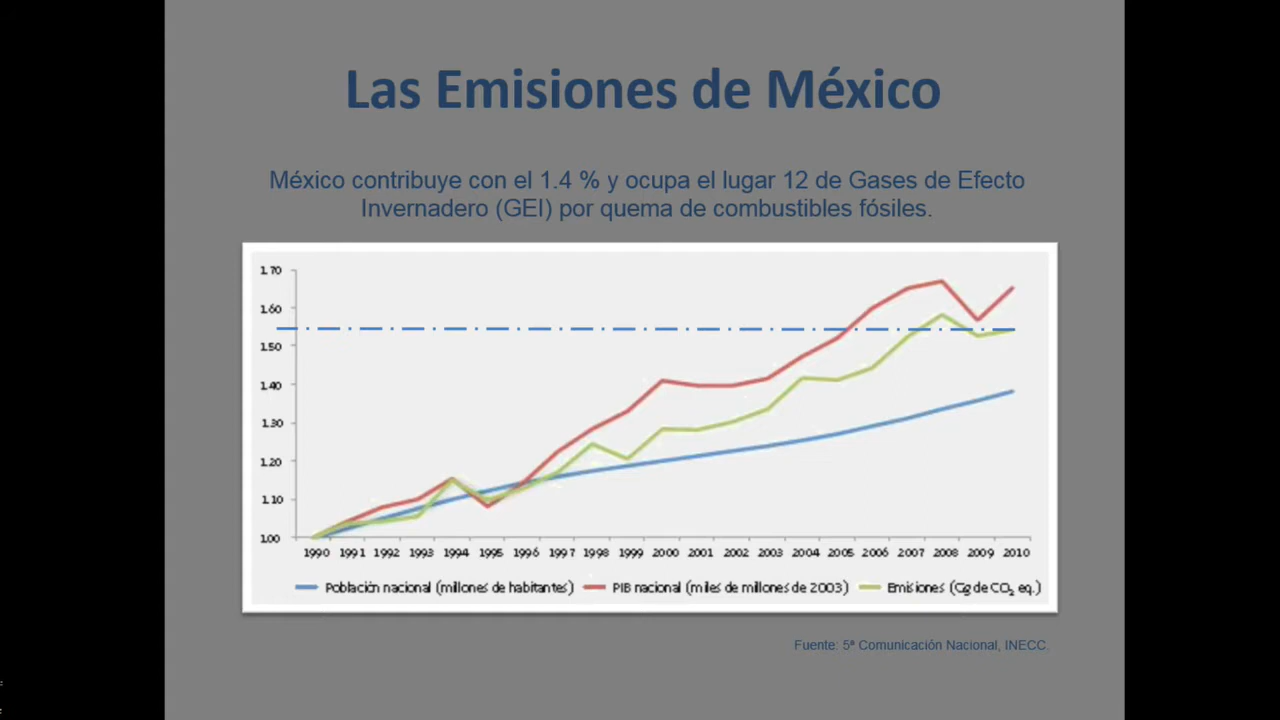 Las Emisiones de México
México contribuye con el 1.4 % y ocupa el lugar 12 de Gases de Efecto
Invernadero (GEI) por quema de combustibles fósiles.
1.70
1.60
1.50
1.40
1.30
1.20
1.10
1.00
1990 1991 1992 1993 1994 1995 1996 1997 1998 1999 2000 2001 2002 2003 2004 2005 2006 2007 2008 2009 2010
Población nacional (millones de habitantes) PIB nacional (miles de millones de 2003) Emisiones (Gg de CO₂ eq.)
Fuente: 5ª Comunicación Nacional, INECC.